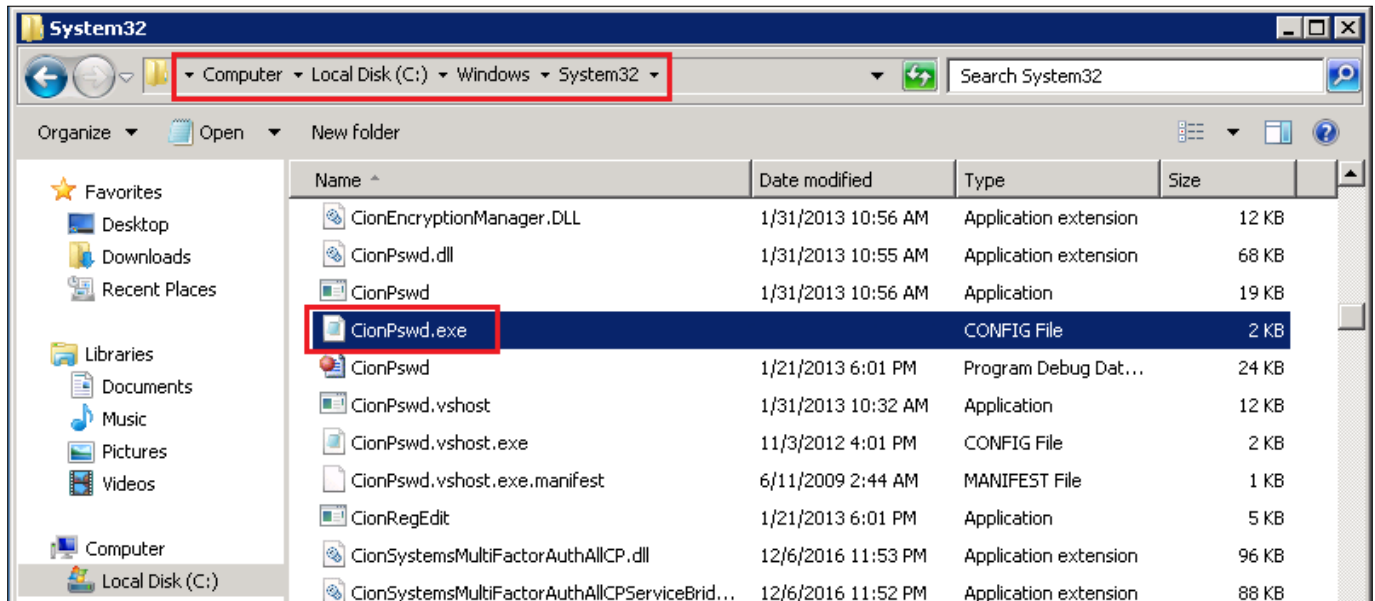 System32
Computer Local Disk (C:) Windows System32 Search System32
Organize Open New folder
Favorites
Desktop
Downloads
Recent Places
Libraries
Documents
Music
Pictures
Videos
Computer
Local Disk (C:)
Name Date modified Type Size
CionEncryptionManager.DLL 1/31/2013 10:56 AM Application extension 12 KB
CionPswd.dll 1/31/2013 10:55 AM Application extension 68 KB
CionPswd 1/31/2013 10:56 AM Application 19 KB
CionPswd.exe CONFIG File 2 KB
CionPswd 1/21/2013 6:01 PM Program Debug Dat... 24 KB
CionPswd.vshost 1/31/2013 10:32 AM Application 12 KB
CionPswd.vshost.exe 11/3/2012 4:01 PM CONFIG File 2 KB
CionPswd.vshost.exe.manifest 6/11/2009 2:44 AM MANIFEST File 1 KB
CionRegEdit 1/21/2013 6:01 PM Application 5 KB
CionSystemsMultiFactorAuthAllCP.dll 12/6/2016 11:53 PM Application extension 96 KB
CionSystemsMultiFactorAuthAllCPServiceBrid... 12/6/2016 11:52 PM Application extension 88 KB